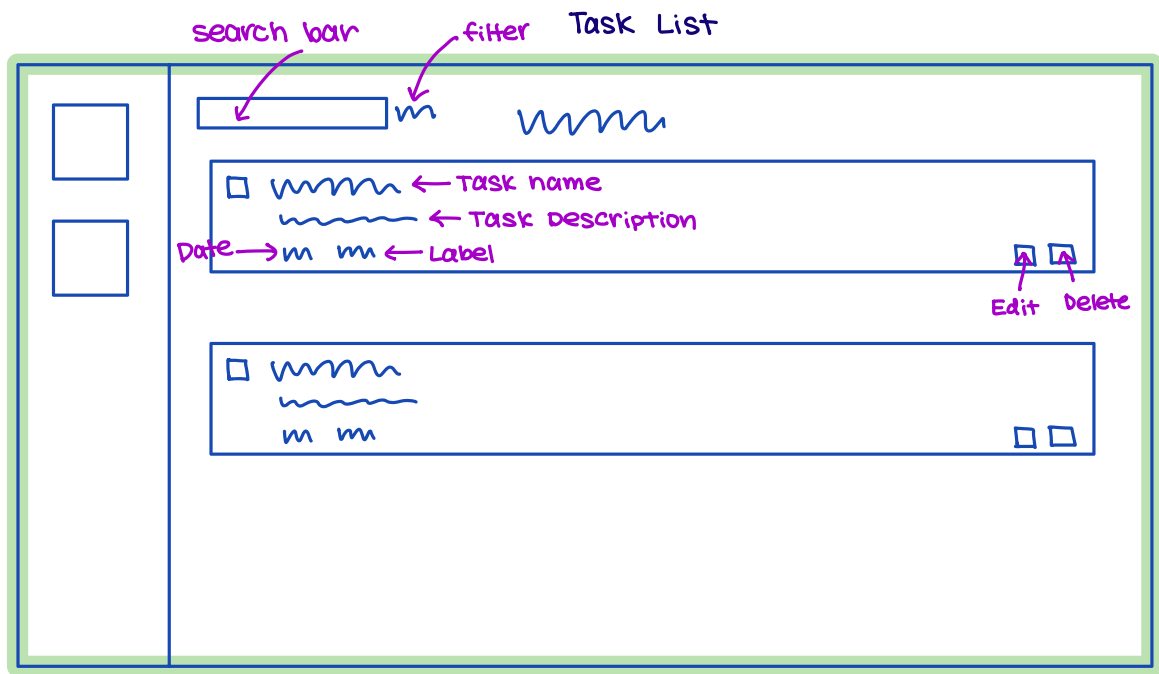 Task List
search bar
filter
Task name
Task Description
Date
Label
Edit
Delete